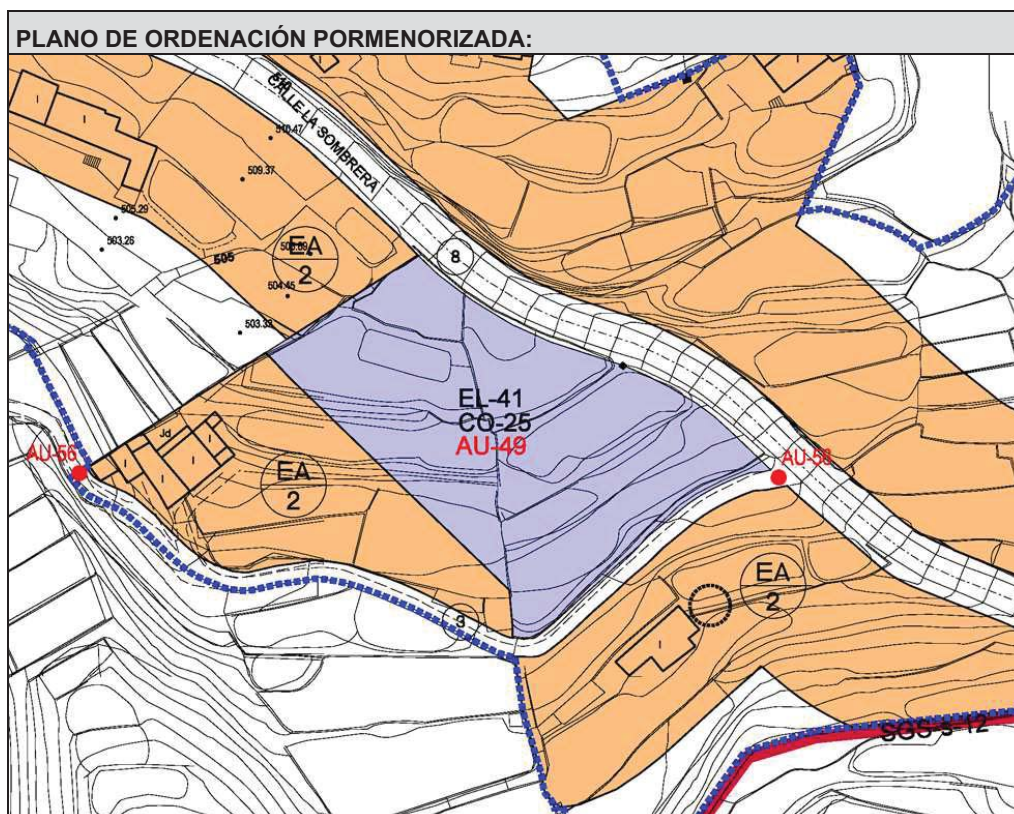 PLANO DE ORDENACIÓN PORMENORIZADA:
I
I
I
I
CALLE LA SOMBRERA
510.47
509.37
505.29
503.26
505
EA
2
504.45
503.33
8
EL-41
CO-25
AU-49
AU-56
Jd
I
I
I
EA
2
AU-58
3
EA
2
I
SGS-s-12